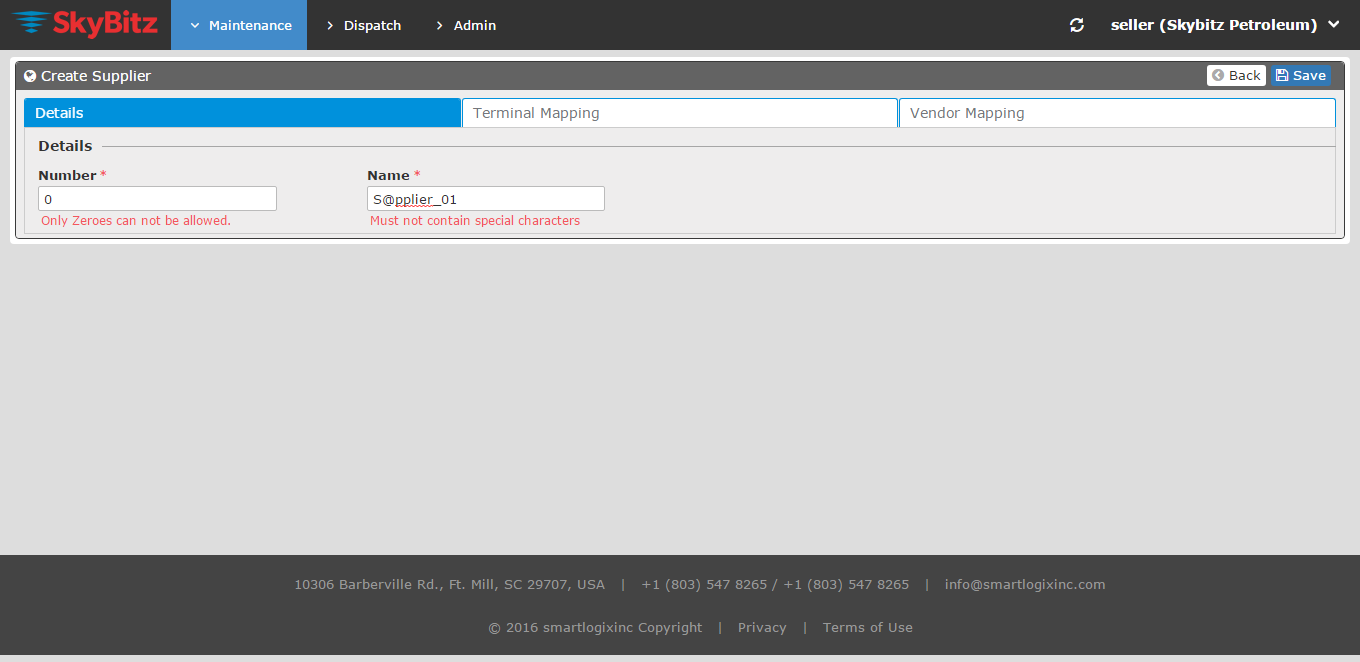 SkyBitz Maintenance Dispatch Admin seller (Skybitz Petroleum)
Create Supplier Back Save
Details Terminal Mapping Vendor Mapping
Details
Number * Name *
0 S@pplier_01
Only Zeroes can not be allowed. Must not contain special characters
10306 Barberville Rd., Ft. Mill, SC 29707, USA | +1 (803) 547 8265 / +1 (803) 547 8265 | info@smartlogixinc.com
© 2016 smartlogixinc Copyright | Privacy | Terms of Use